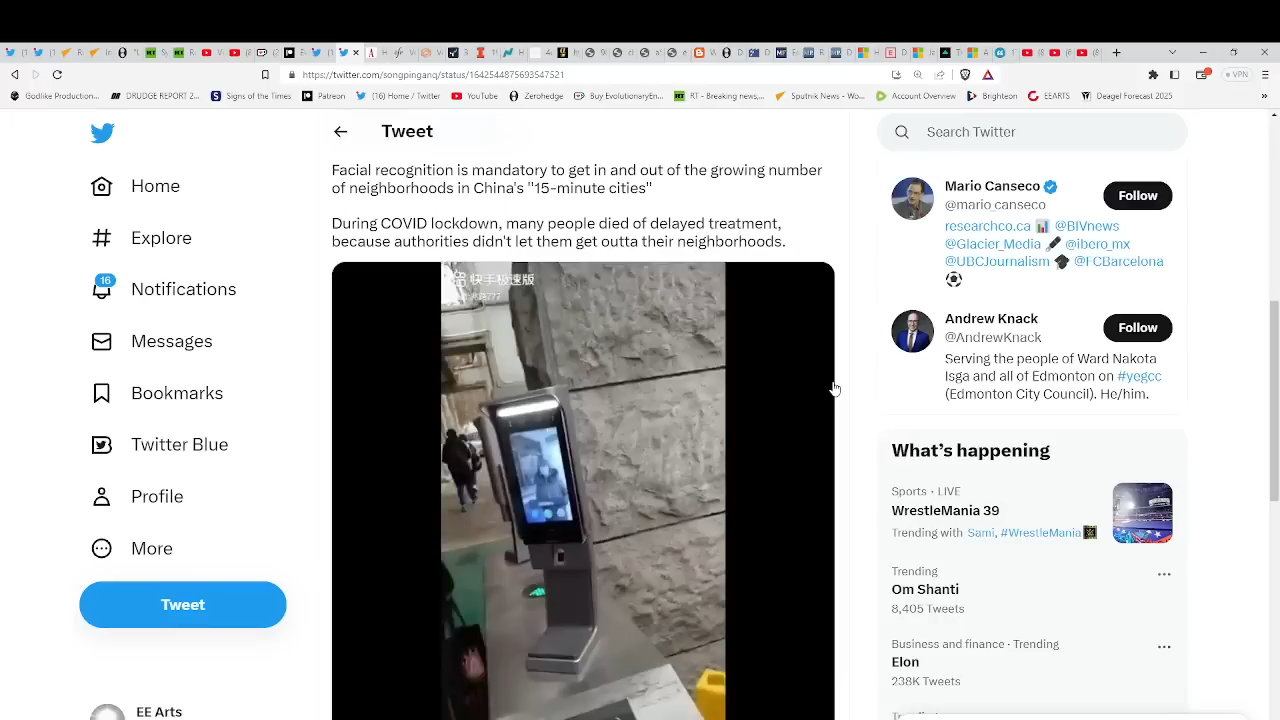 https://twitter.com/songpinganq/status/1642544875693547521
VPN
Godlike Production...
DRUDGE REPORT 2...
Signs of the Times
Patreon
(16) Home / Twitter
YouTube
Zerohedge
Buy EvolutionaryEn...
RT - Breaking news,...
Sputnik News - Wo...
Account Overview
Brighteon
EEARTS
Deagel Forecast 2025
»
Tweet
Search Twitter
Home
Explore
16
Notifications
Messages
Bookmarks
Twitter Blue
Profile
More
Tweet
EE Arts
Facial recognition is mandatory to get in and out of the growing number
of neighborhoods in China's "15-minute cities"
During COVID lockdown, many people died of delayed treatment,
because authorities didn't let them get outta their neighborhoods.
快手极速版
Mario Canseco
@mario_canseco
Follow
researchco.ca 📊 @BIVnews
@Glacier_Media 🖋 @ibero_mx
@UBCJournalism 🎓 @FCBarcelona
⚽
Andrew Knack
@AndrewKnack
Follow
Serving the people of Ward Nakota
Isga and all of Edmonton on #yegcc
(Edmonton City Council). He/him.
What's happening
Sports · LIVE
WrestleMania 39
Trending with Sami, #WrestleMania
Trending
Om Shanti
8,405 Tweets
Business and finance · Trending
Elon
238K Tweets